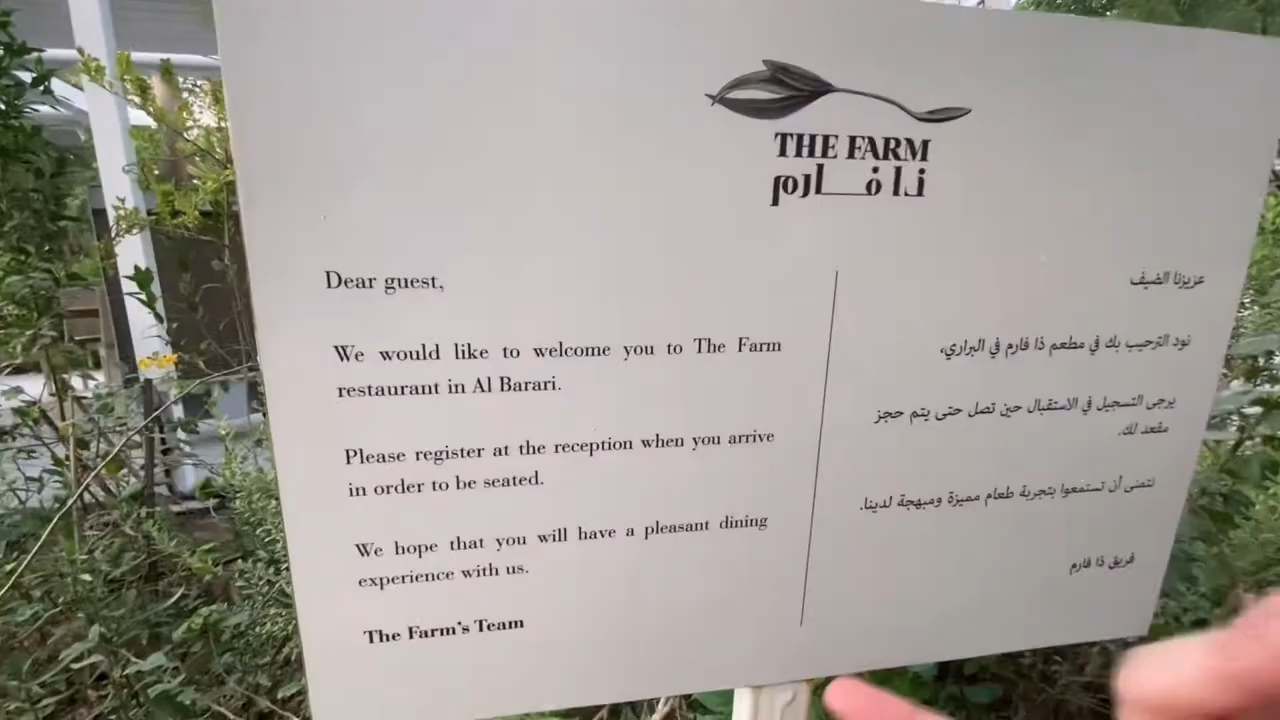 THE FARM
ذا فارم
Dear guest,
We would like to welcome you to The Farm
restaurant in Al Barari.
Please register at the reception when you arrive
in order to be seated.
We hope that you will have a pleasant dining
experience with us.
The Farm's Team
عزيزنا الضيف
نود الترحيب بك في مطعم ذا فارم في البراري،
يرجى التسجيل في الاستقبال حين تصل حتى يتم حجز
مقعد لك.
نتمنى أن تستمعوا بتجربة طعام مميزة ومبهجة لدينا.
فريق ذا فارم